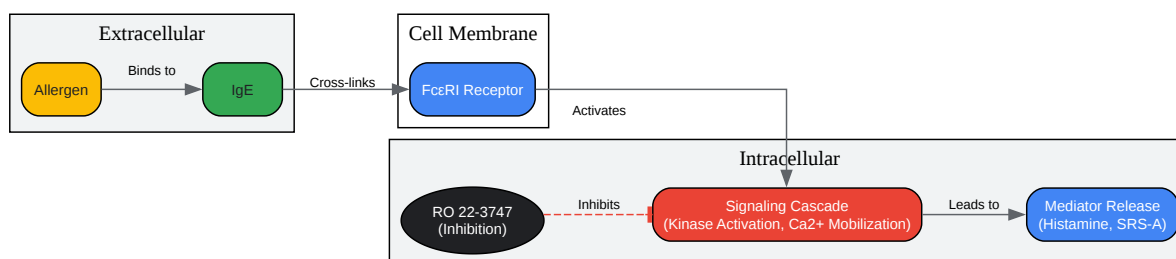 Extracellular
Cell Membrane
Allergen
Binds to
IgE
Cross-links
FcεRI Receptor
Activates
Intracellular
RO 22-3747
(Inhibition)
Inhibits
Signaling Cascade
(Kinase Activation, Ca2+ Mobilization)
Leads to
Mediator Release
(Histamine, SRS-A)